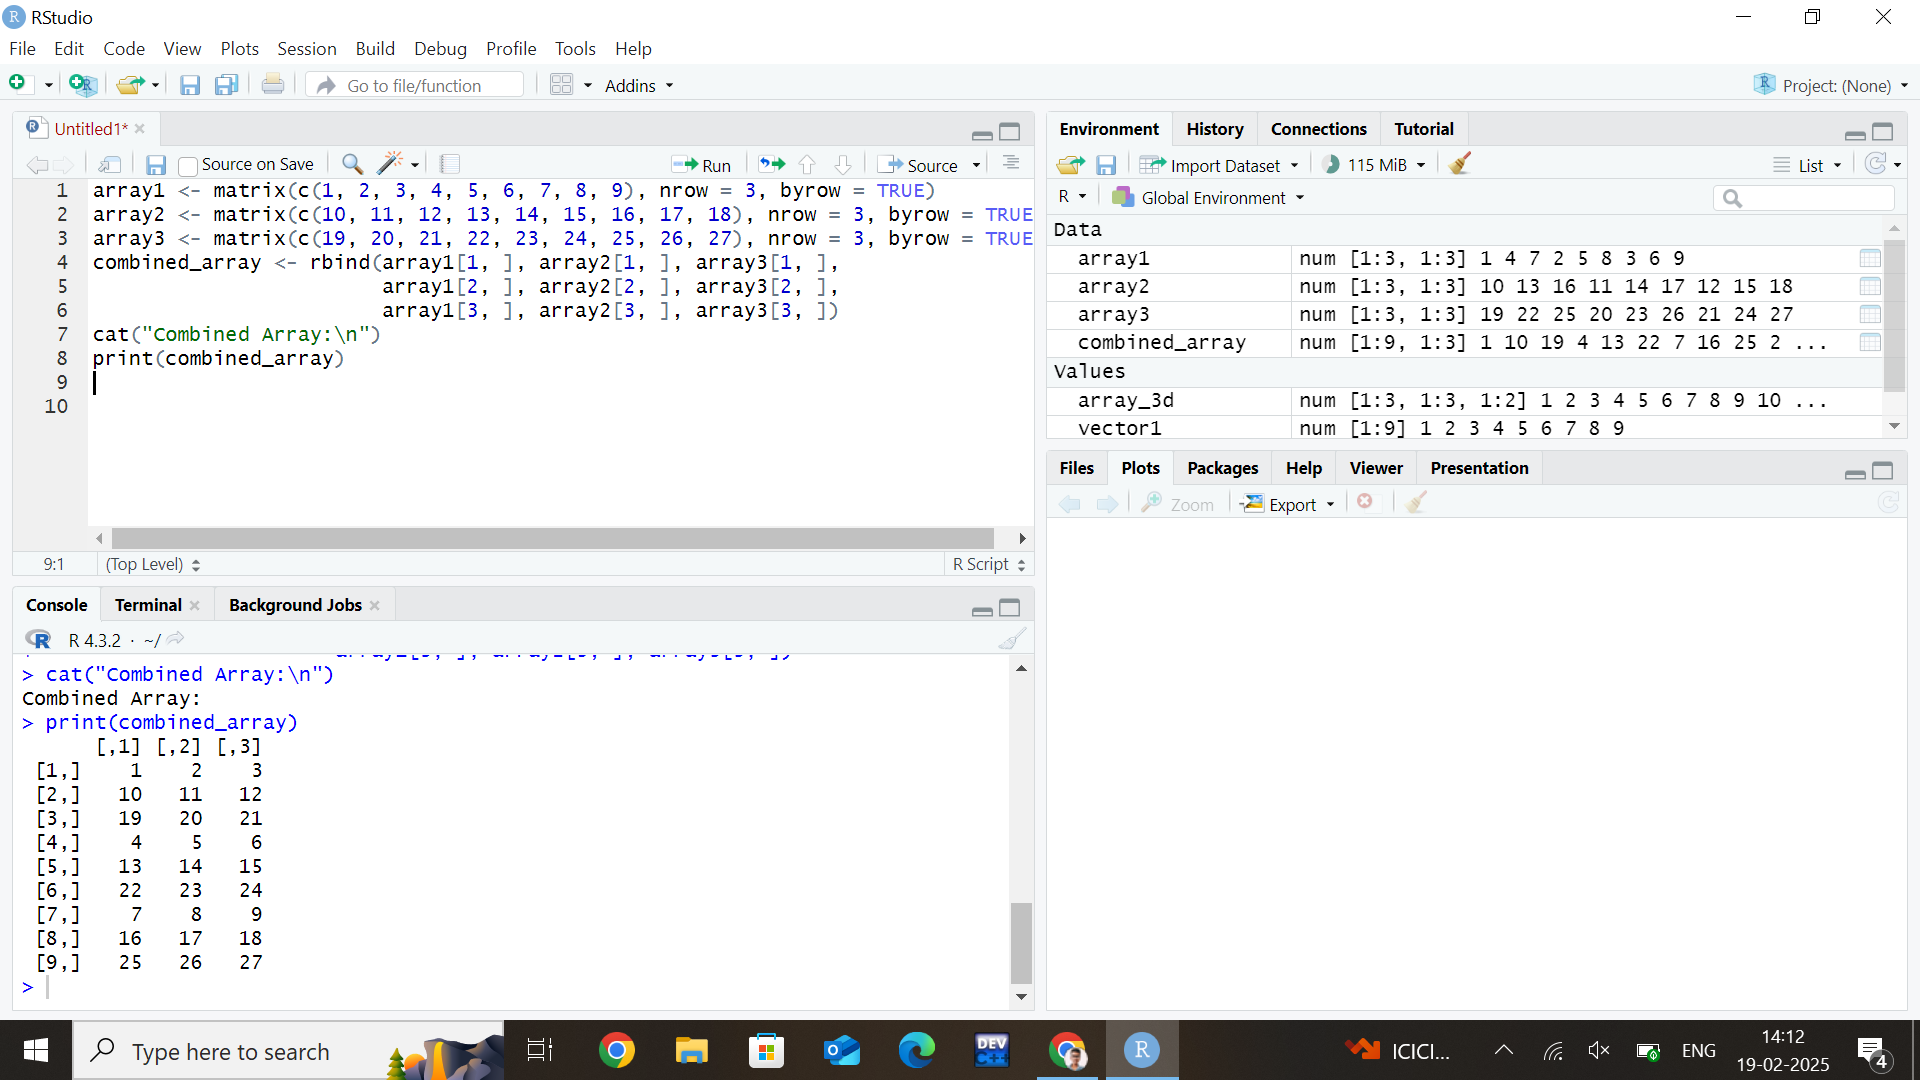 RStudio
File Edit Code View Plots Session Build Debug Profile Tools Help
Go to file/function Addins Project: (None)
Untitled1*
Source on Save Run Source
1 array1 <- matrix(c(1, 2, 3, 4, 5, 6, 7, 8, 9), nrow = 3, byrow = TRUE)
2 array2 <- matrix(c(10, 11, 12, 13, 14, 15, 16, 17, 18), nrow = 3, byrow = TRUE
3 array3 <- matrix(c(19, 20, 21, 22, 23, 24, 25, 26, 27), nrow = 3, byrow = TRUE
4 combined_array <- rbind(array1[1, ], array2[1, ], array3[1, ],
5 array1[2, ], array2[2, ], array3[2, ],
6 array1[3, ], array2[3, ], array3[3, ])
7 cat("Combined Array:\n")
8 print(combined_array)
9
10
9:1 (Top Level) R Script
Console Terminal Background Jobs
R 4.3.2 · ~/
> cat("Combined Array:\n")
Combined Array:
> print(combined_array)
[,1] [,2] [,3]
[1,] 1 2 3
[2,] 10 11 12
[3,] 19 20 21
[4,] 4 5 6
[5,] 13 14 15
[6,] 22 23 24
[7,] 7 8 9
[8,] 16 17 18
[9,] 25 26 27
>
Environment History Connections Tutorial
Import Dataset 115 MiB List
R Global Environment
Data
array1 num [1:3, 1:3] 1 4 7 2 5 8 3 6 9
array2 num [1:3, 1:3] 10 13 16 11 14 17 12 15 18
array3 num [1:3, 1:3] 19 22 25 20 23 26 21 24 27
combined_array num [1:9, 1:3] 1 10 19 4 13 22 7 16 25 2 ...
Values
array_3d num [1:3, 1:3, 1:2] 1 2 3 4 5 6 7 8 9 10 ...
vector1 num [1:9] 1 2 3 4 5 6 7 8 9
Files Plots Packages Help Viewer Presentation
Zoom Export
Type here to search
DEV C++
R
ICICI...
ENG
14:12
19-02-2025
4